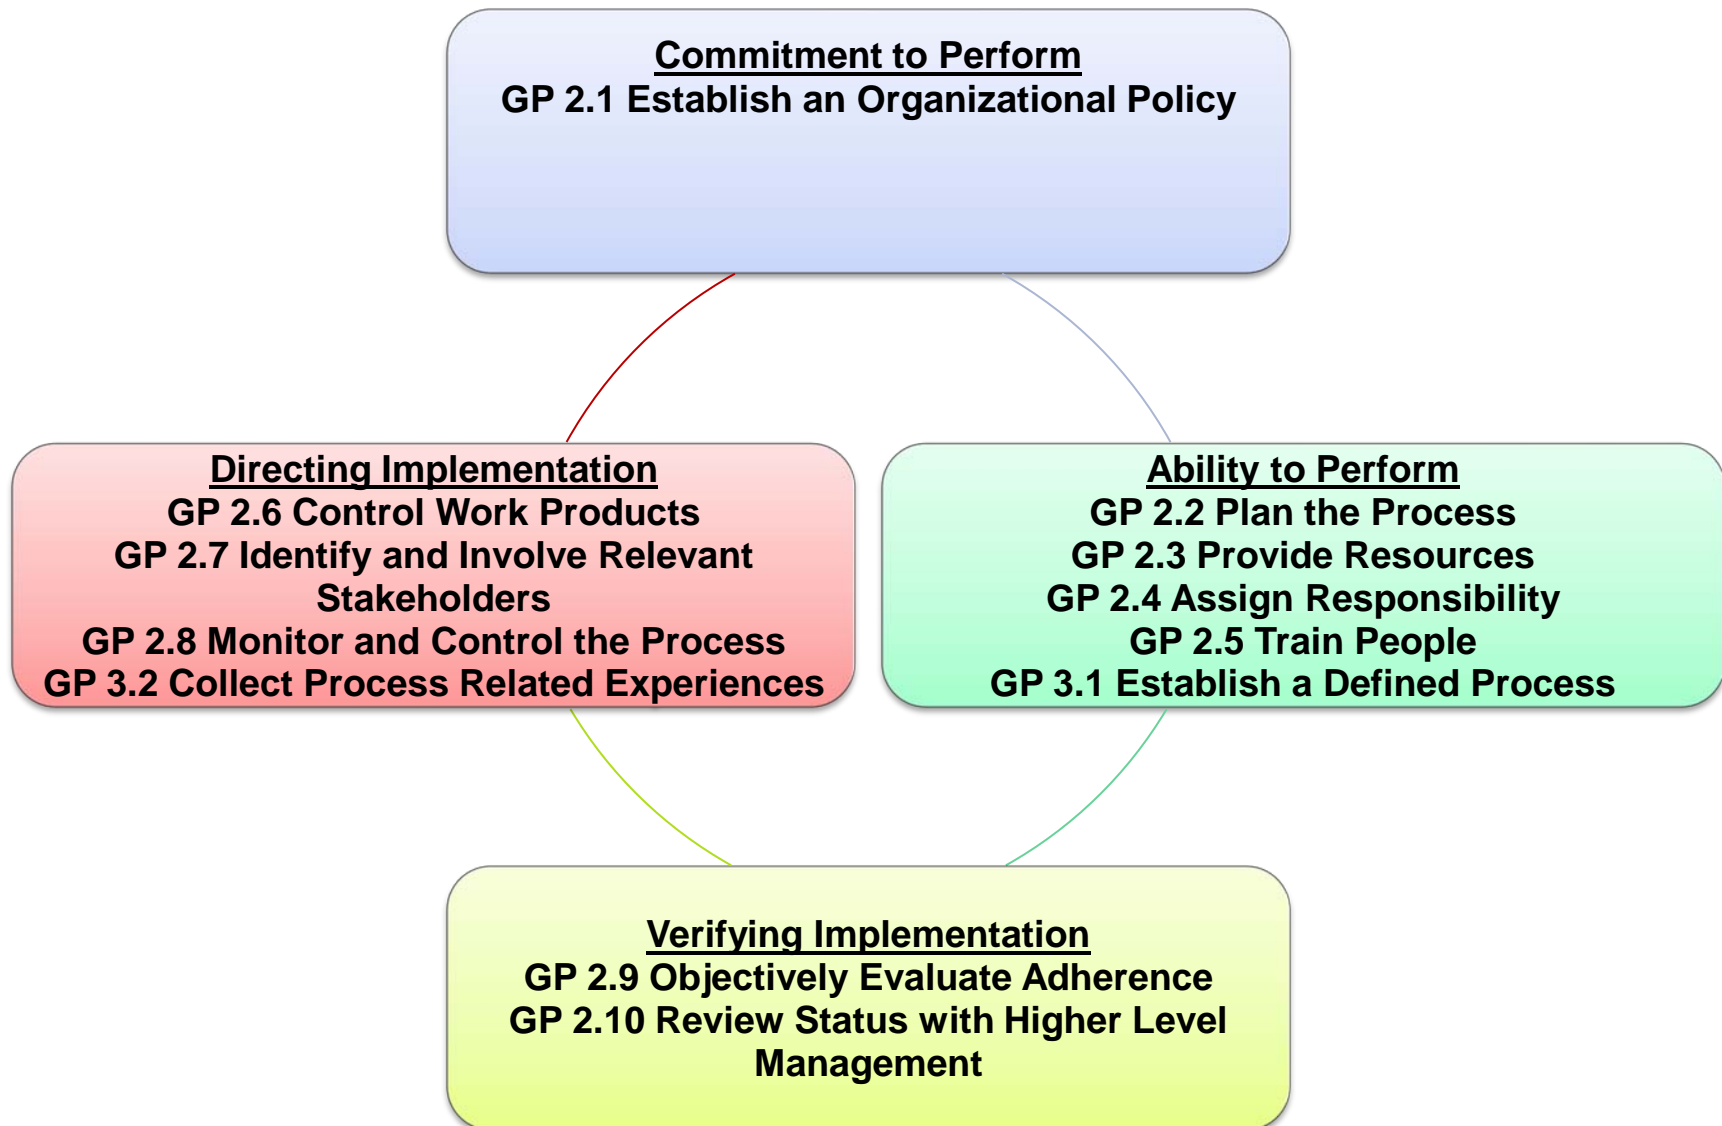 Commitment to Perform
GP 2.1 Establish an Organizational Policy
Directing Implementation
GP 2.6 Control Work Products
GP 2.7 Identify and Involve Relevant
Stakeholders
GP 2.8 Monitor and Control the Process
GP 3.2 Collect Process Related Experiences
Ability to Perform
GP 2.2 Plan the Process
GP 2.3 Provide Resources
GP 2.4 Assign Responsibility
GP 2.5 Train People
GP 3.1 Establish a Defined Process
Verifying Implementation
GP 2.9 Objectively Evaluate Adherence
GP 2.10 Review Status with Higher Level
Management